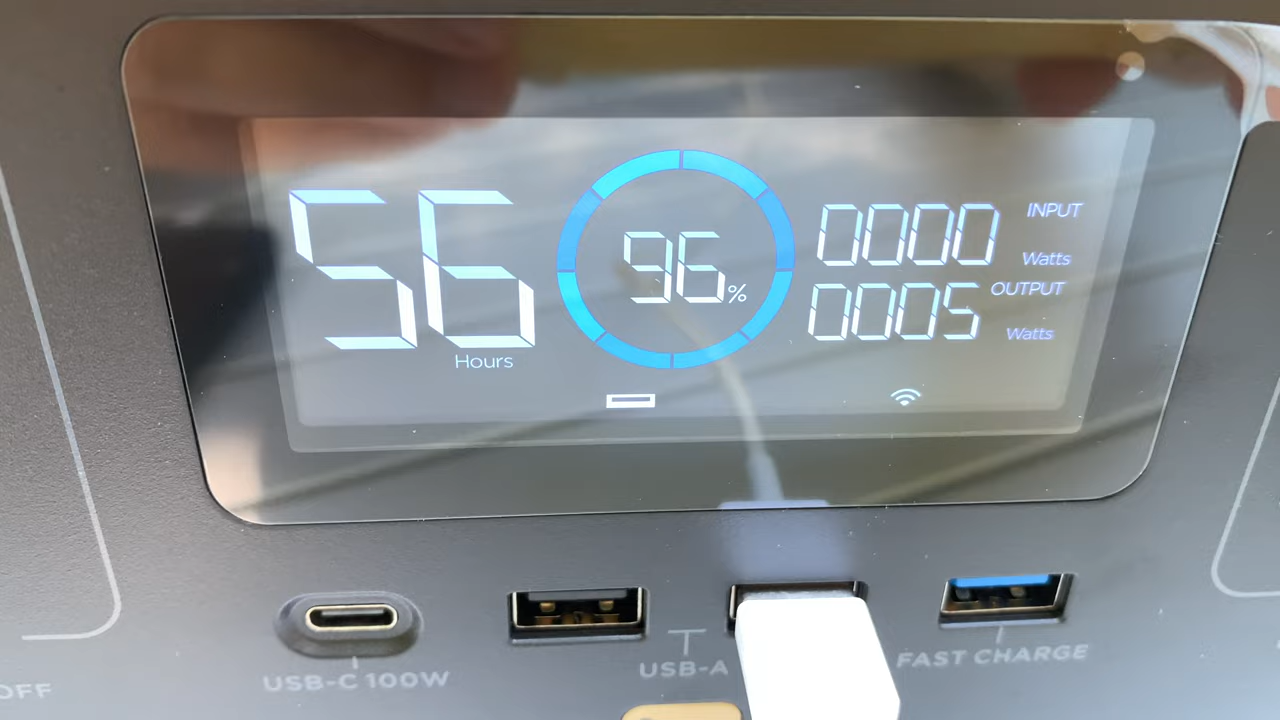 56
Hours
96%
0000 INPUT
Watts
0005 OUTPUT
Watts
USB-C 100W
USB-A
FAST CHARGE
OFF